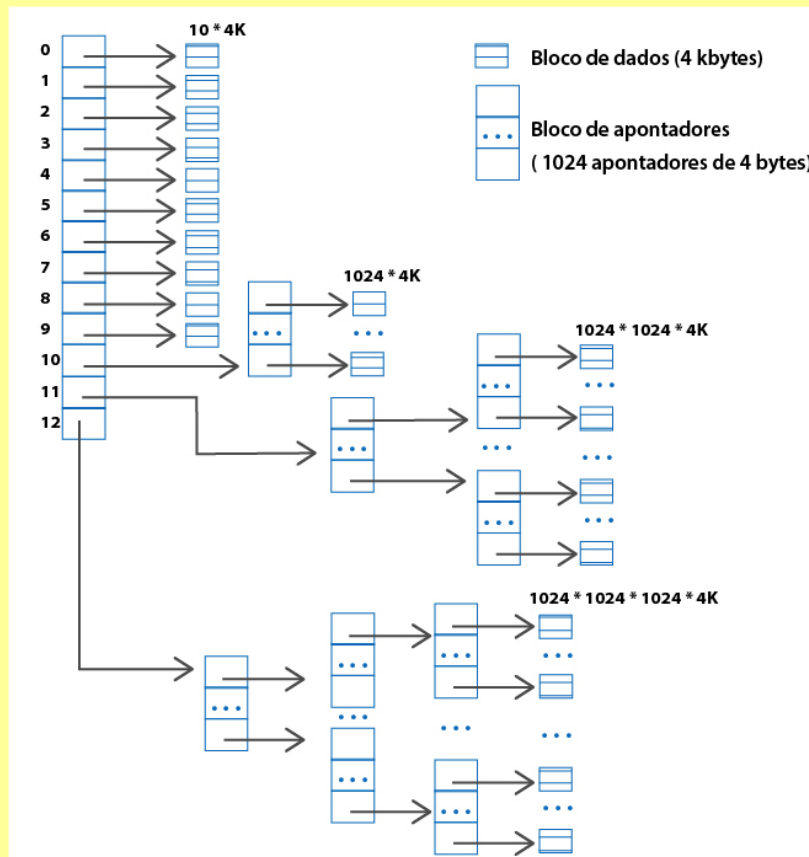 10 * 4K
0
1
2
3
4
5
6
7
8
9
10
11
12
Bloco de dados (4 kbytes)
Bloco de apontadores
( 1024 apontadores de 4 bytes)
1024 * 4K
1024 * 1024 * 4K
1024 * 1024 * 1024 * 4K